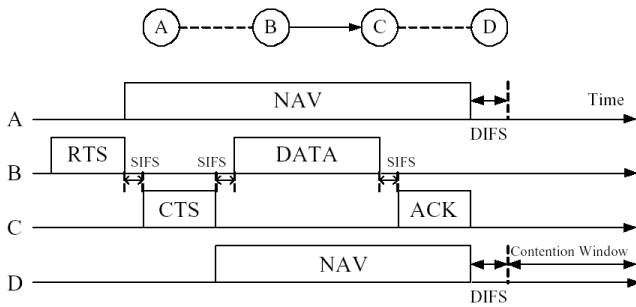 A B C D
NAV
Time
A
DIFS
RTS
SIFS
SIFS
DATA
SIFS
B
CTS
ACK
C
NAV
Contention Window
D
DIFS